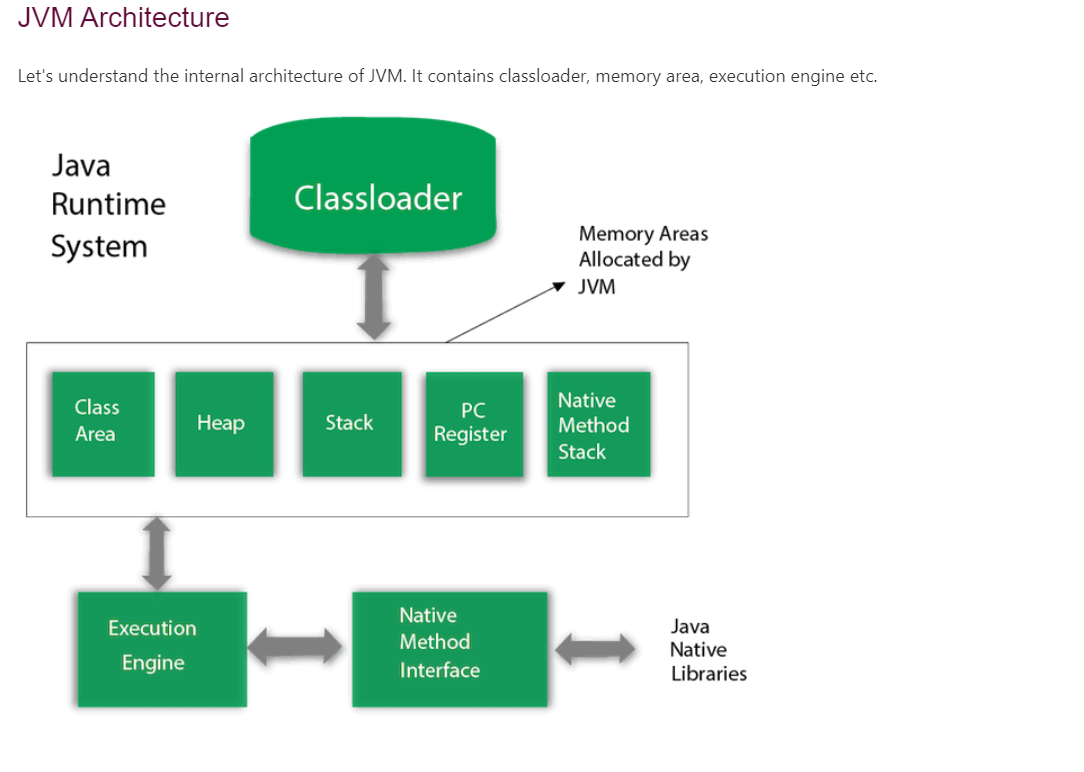 JVM Architecture
Let's understand the internal architecture of JVM. It contains classloader, memory area, execution engine etc.
Java
Runtime
System
Classloader
Memory Areas
Allocated by
JVM
Class
Area
Heap
Stack
PC
Register
Native
Method
Stack
Execution
Engine
Native
Method
Interface
Java
Native
Libraries